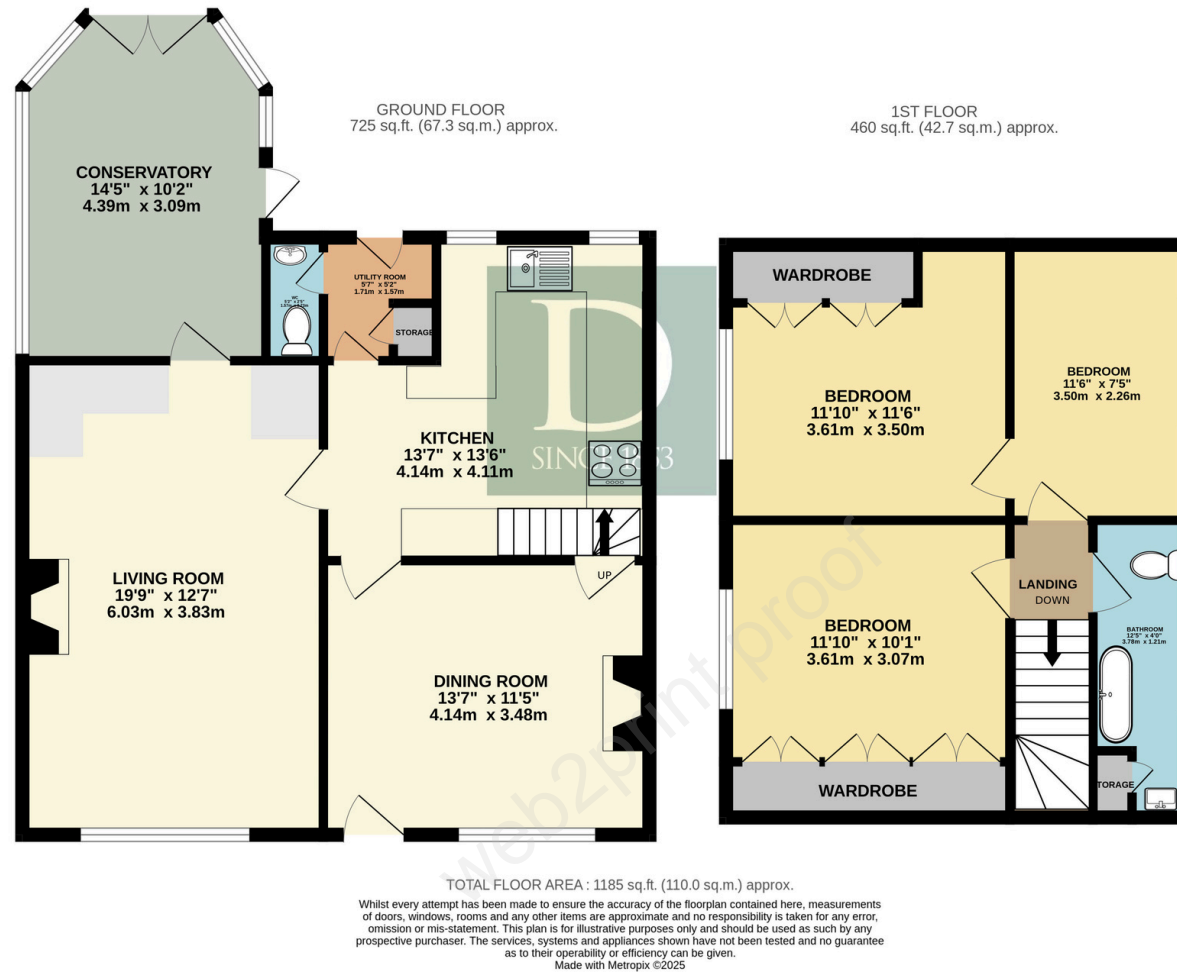 GROUND FLOOR
725 sq.ft. (67.3 sq.m.) approx.
1ST FLOOR
460 sq.ft. (42.7 sq.m.) approx.
CONSERVATORY
14'5" x 10'2"
4.39m x 3.09m
WC
UTILITY ROOM
5'7" x 5'2"
1.71m x 1.57m
STORAGE
D
SINCE 1853
KITCHEN
13'7" x 13'6"
4.14m x 4.11m
LIVING ROOM
19'9" x 12'7"
6.03m x 3.83m
UP
DINING ROOM
13'7" x 11'5"
4.14m x 3.48m
WARDROBE
BEDROOM
11'10" x 11'6"
3.61m x 3.50m
BEDROOM
11'6" x 7'5"
3.50m x 2.26m
LANDING
DOWN
BEDROOM
11'10" x 10'1"
3.61m x 3.07m
BATHROOM
12'5" x 4'0"
3.78m x 1.21m
TORAGE
WARDROBE
web2print proof
TOTAL FLOOR AREA : 1185 sq.ft. (110.0 sq.m.) approx.
Whilst every attempt has been made to ensure the accuracy of the floorplan contained here, measurements
of doors, windows, rooms and any other items are approximate and no responsibility is taken for any error,
omission or mis-statement. This plan is for illustrative purposes only and should be used as such by any
prospective purchaser. The services, systems and appliances shown have not been tested and no guarantee
as to their operability or efficiency can be given.
Made with Metropix ©2025